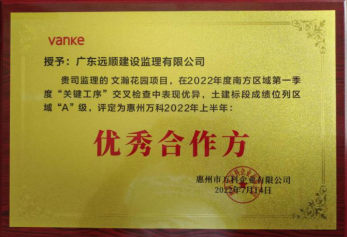 vanke
授予：广东远顺建设监理有限公司
贵司监理的 文瀚花园项目，在2022年度南方区域第一季
度“关键工序”交叉检查中表现优异，土建标段成绩位列区
域“A”级，评定为惠州万科2022年上半年：
优秀合作方
惠州市万科企业有限公司
2022年7月14日